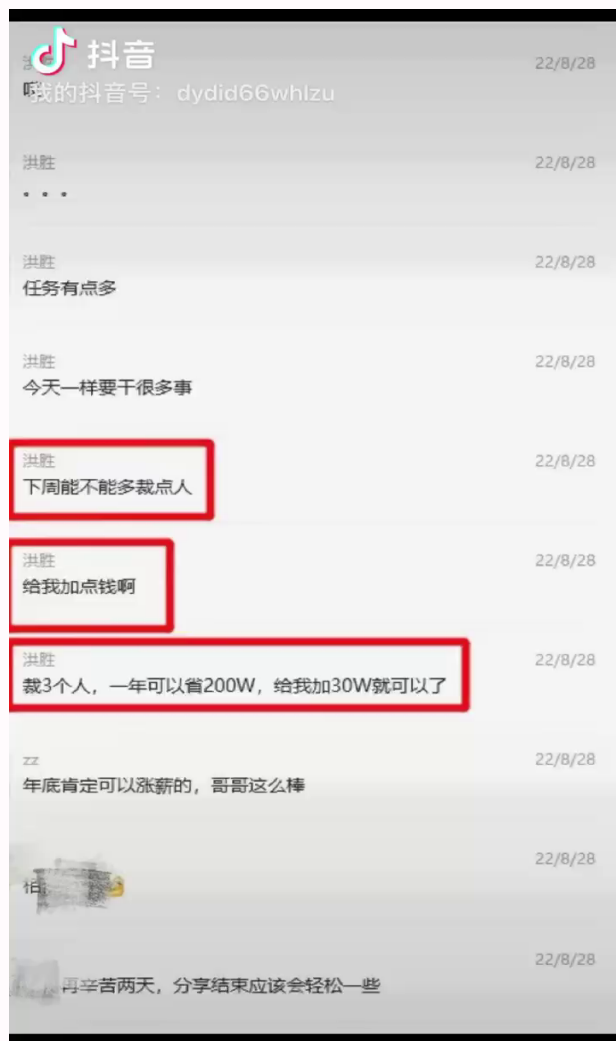 抖音
我的抖音号：dydid66whlzu
22/8/28
洪胜
22/8/28
...
洪胜
22/8/28
任务有点多
洪胜
22/8/28
今天一样要干很多事
洪胜
22/8/28
下周能不能多裁点人
洪胜
22/8/28
给我加点钱啊
洪胜
22/8/28
裁3个人，一年可以省200W，给我加30W就可以了
zz
22/8/28
年底肯定可以涨薪的，哥哥这么棒
22/8/28
22/8/28
再辛苦两天，分享结束应该会轻松一些